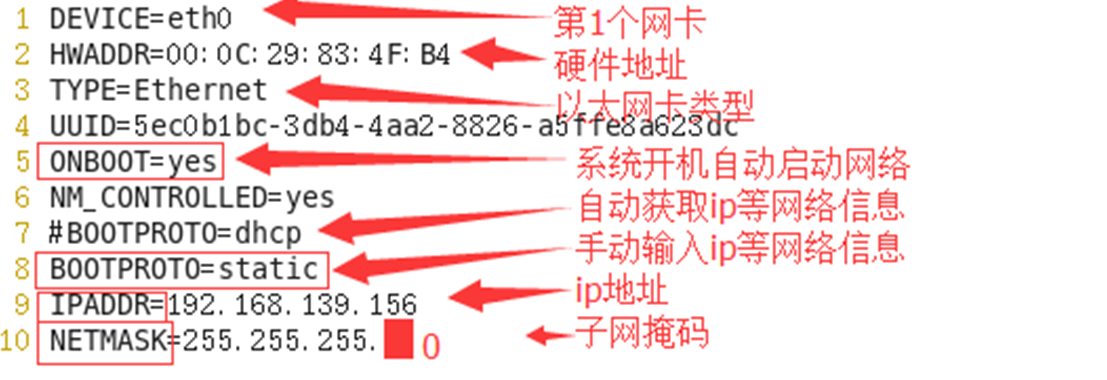 1 DEVICE=eth0 第1个网卡
2 HWADDR=00:0C:29:83:4F:B4 硬件地址
3 TYPE=Ethernet 以太网卡类型
4 UUID=5ec0b1bc-3db4-4aa2-8826-a5ffe8a623dc
5 ONBOOT=yes 系统开机自动启动网络
6 NM_CONTROLLED=yes
7 #BOOTPROTO=dhcp 自动获取ip等网络信息
8 BOOTPROTO=static 手动输入ip等网络信息
9 IPADDR=192.168.139.156 ip地址
10 NETMASK=255.255.255. 0 子网掩码